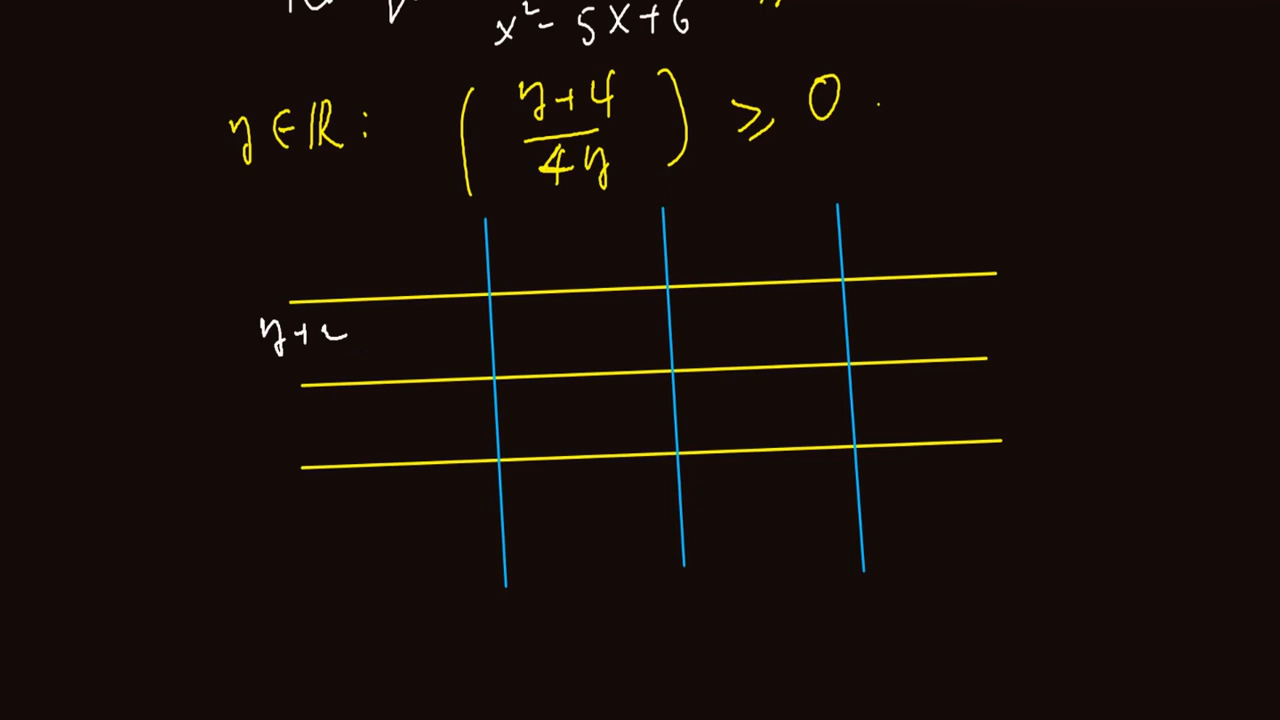 x² - 5x + 6
y ∈ ℝ : ( (y + 4) / (4y) ) ⩾ 0 .
y +